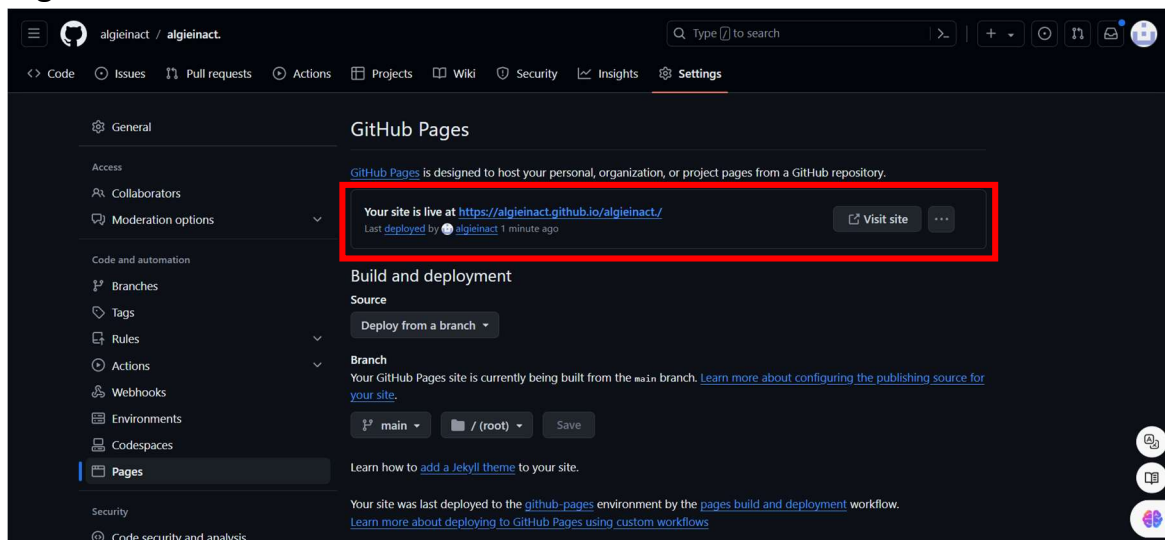 algieinact / algieinact.
Type / to search
Code Issues Pull requests Actions Projects Wiki Security Insights Settings
General
Access
Collaborators
Moderation options
Code and automation
Branches
Tags
Rules
Actions
Webhooks
Environments
Codespaces
Pages
Security
Code security and analysis
GitHub Pages
GitHub Pages is designed to host your personal, organization, or project pages from a GitHub repository.
Your site is live at https://algieinact.github.io/algieinact./
Visit site
Last deployed by algieinact 1 minute ago
Build and deployment
Source
Deploy from a branch
Branch
Your GitHub Pages site is currently being built from the main branch. Learn more about configuring the publishing source for
your site.
main / (root) Save
Learn how to add a Jekyll theme to your site.
Your site was last deployed to the github-pages environment by the pages build and deployment workflow.
Learn more about deploying to GitHub Pages using custom workflows